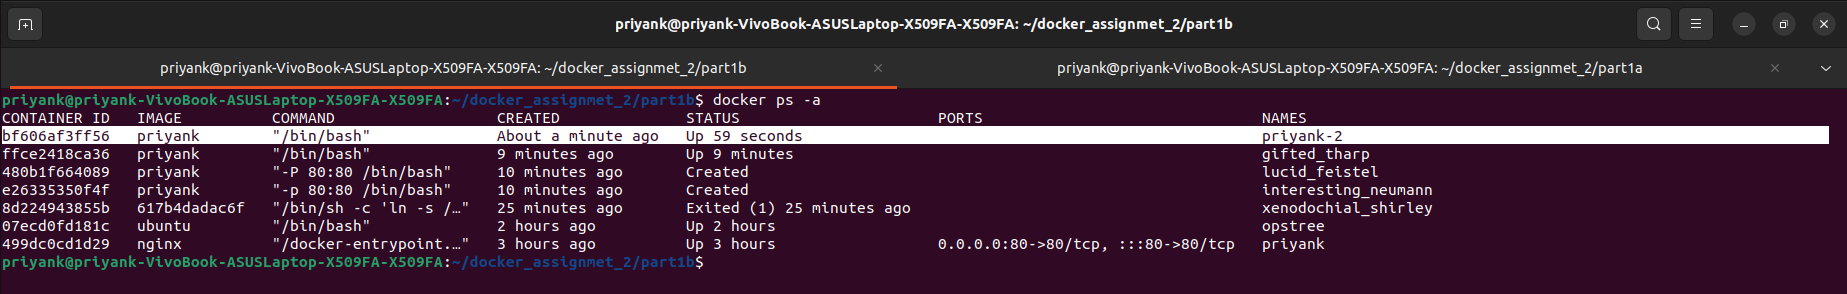 priyank@priyank-VivoBook-ASUSLaptop-X509FA-X509FA: ~/docker_assignmet_2/part1b
priyank@priyank-VivoBook-ASUSLaptop-X509FA-X509FA: ~/docker_assignmet_2/part1b × priyank@priyank-VivoBook-ASUSLaptop-X509FA-X509FA: ~/docker_assignmet_2/part1a ×
priyank@priyank-VivoBook-ASUSLaptop-X509FA-X509FA:~/docker_assignmet_2/part1b$ docker ps -a
CONTAINER ID   IMAGE          COMMAND                  CREATED              STATUS                      PORTS                               NAMES
bf606af3ff56   priyank        "/bin/bash"              About a minute ago   Up 59 seconds                                                   priyank-2
ffce2418ca36   priyank        "/bin/bash"              9 minutes ago        Up 9 minutes                                                    gifted_tharp
480b1f664089   priyank        "-P 80:80 /bin/bash"     10 minutes ago       Created                                                         lucid_feistel
e26335350f4f   priyank        "-p 80:80 /bin/bash"     10 minutes ago       Created                                                         interesting_neumann
8d224943855b   617b4dadac6f   "/bin/sh -c 'ln -s /…"   25 minutes ago       Exited (1) 25 minutes ago                                       xenodochial_shirley
07ecd0fd181c   ubuntu         "/bin/bash"              2 hours ago          Up 2 hours                                                      opstree
499dc0cd1d29   nginx          "/docker-entrypoint.…"   3 hours ago          Up 3 hours                  0.0.0.0:80->80/tcp, :::80->80/tcp   priyank
priyank@priyank-VivoBook-ASUSLaptop-X509FA-X509FA:~/docker_assignmet_2/part1b$